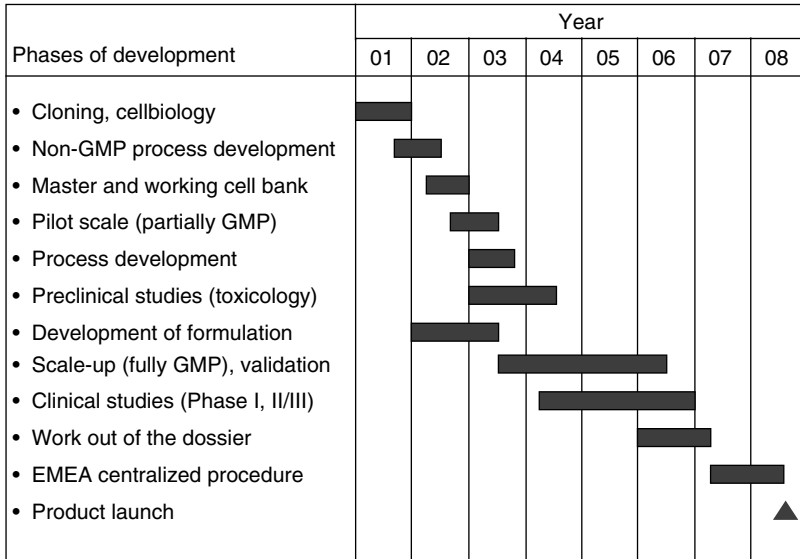 Year
Phases of development
01 02 03 04 05 06 07 08
• Cloning, cellbiology
• Non-GMP process development
• Master and working cell bank
• Pilot scale (partially GMP)
• Process development
• Preclinical studies (toxicology)
• Development of formulation
• Scale-up (fully GMP), validation
• Clinical studies (Phase I, II/III)
• Work out of the dossier
• EMEA centralized procedure
• Product launch